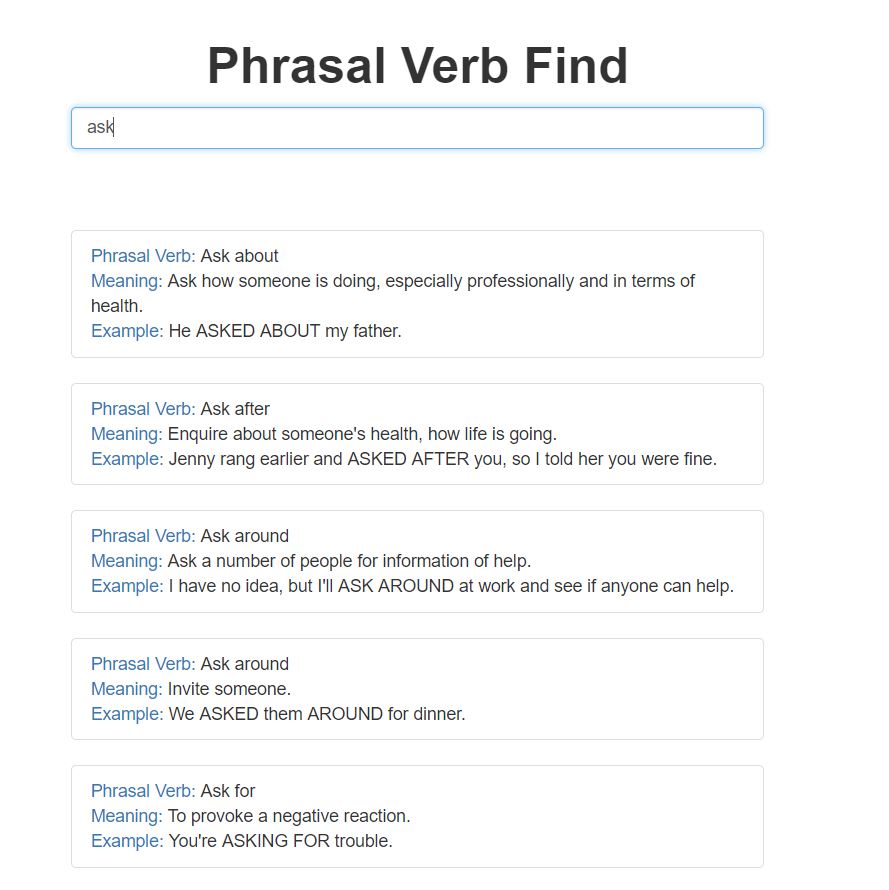 Phrasal Verb Find
ask
Phrasal Verb: Ask about
Meaning: Ask how someone is doing, especially professionally and in terms of
health.
Example: He ASKED ABOUT my father.
Phrasal Verb: Ask after
Meaning: Enquire about someone's health, how life is going.
Example: Jenny rang earlier and ASKED AFTER you, so I told her you were fine.
Phrasal Verb: Ask around
Meaning: Ask a number of people for information of help.
Example: I have no idea, but I'll ASK AROUND at work and see if anyone can help.
Phrasal Verb: Ask around
Meaning: Invite someone.
Example: We ASKED them AROUND for dinner.
Phrasal Verb: Ask for
Meaning: To provoke a negative reaction.
Example: You're ASKING FOR trouble.